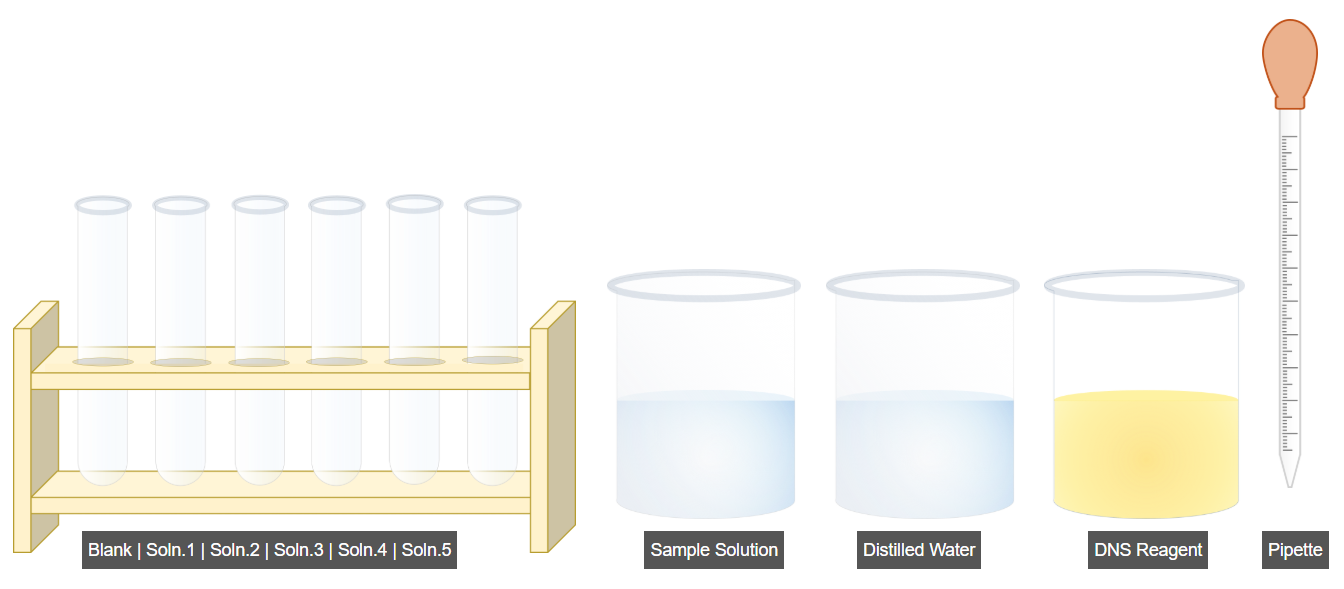 Blank | Soln.1 | Soln.2 | Soln.3 | Soln.4 | Soln.5
Sample Solution
Distilled Water
DNS Reagent
Pipette